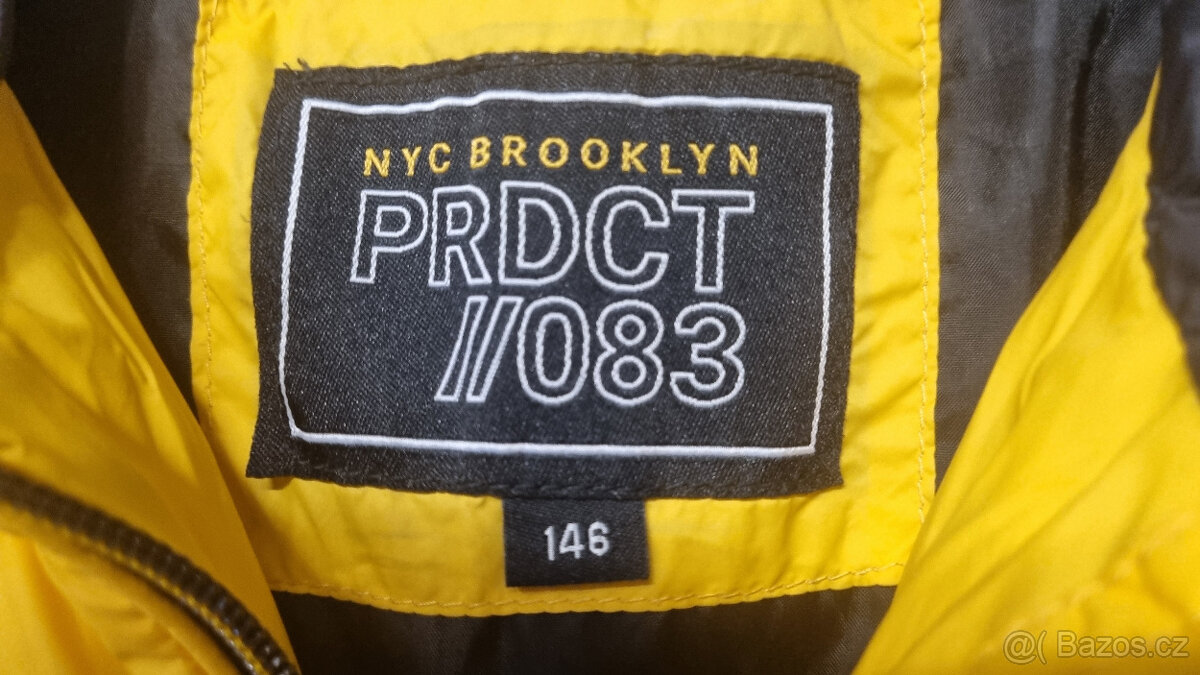 NYC BROOKLYN
PRDCT
//083
146
@( Bazos.cz